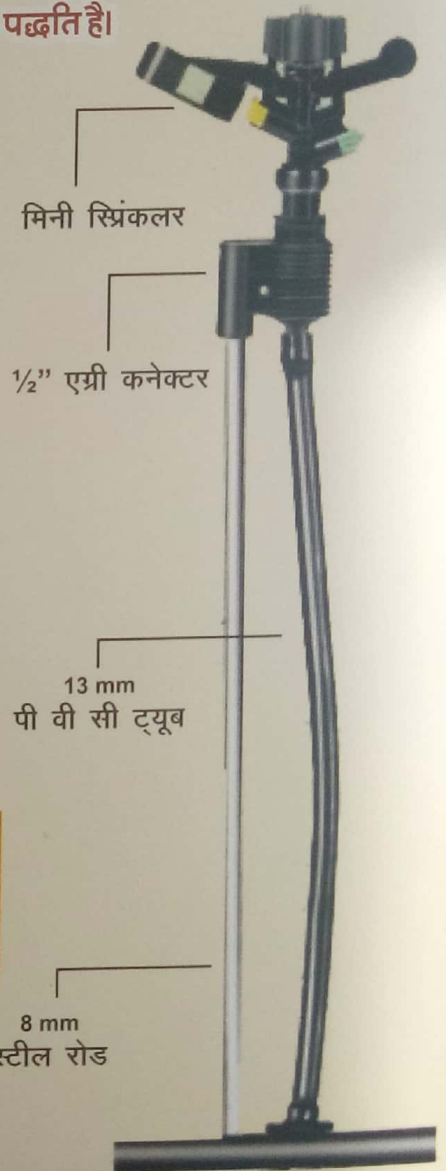 पद्धति है।
मिनी स्प्रिंकलर
½” एग्री कनेक्टर
13 mm
पी वी सी ट्यूब
8 mm
स्टील रोड